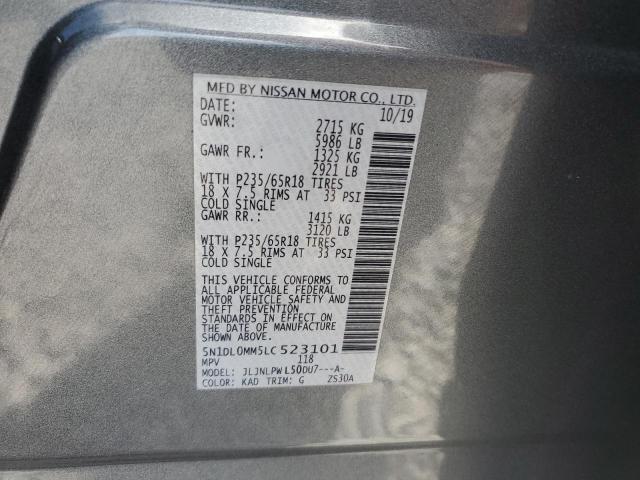 MFD BY NISSAN MOTOR CO., LTD.
DATE: 10/19
GVWR: 2715 KG
5986 LB
GAWR FR.: 1325 KG
2921 LB
WITH P235/65R18 TIRES
18 X 7.5 RIMS AT 33 PSI
COLD SINGLE
GAWR RR.: 1415 KG
3120 LB
WITH P235/65R18 TIRES
18 X 7.5 RIMS AT 33 PSI
COLD SINGLE
THIS VEHICLE CONFORMS TO
ALL APPLICABLE FEDERAL
MOTOR VEHICLE SAFETY AND
THEFT PREVENTION
STANDARDS IN EFFECT ON
THE DATE OF MANUFACTURE
SHOWN ABOVE.
5N1DL0MM5LC523101
MPV 118
MODEL: JLJNLPWL50DU7---A-
COLOR: KAD TRIM: G ZS30A